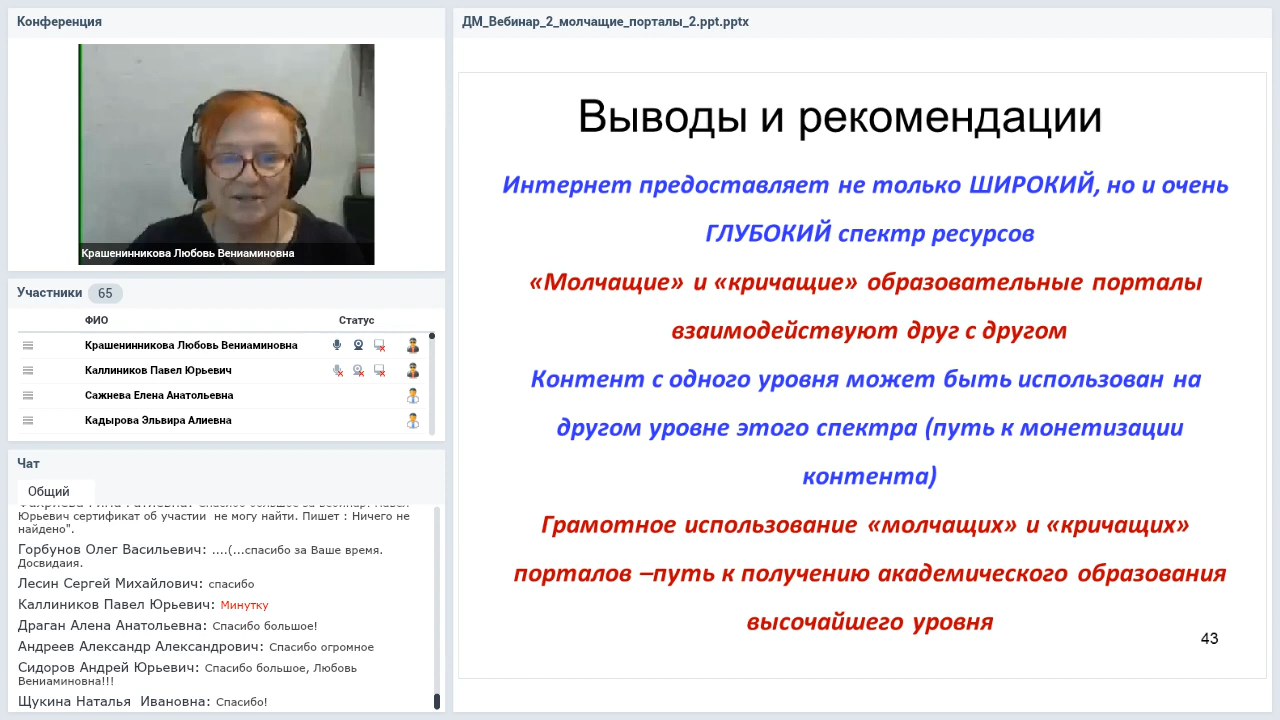 Конференция
Крашенинникова Любовь Вениаминовна
Участники 65
ФИО Статус
Крашенинникова Любовь Вениаминовна
Каллиников Павел Юрьевич
Сажнева Елена Анатольевна
Кадырова Эльвира Алиевна
Чат
Общий
Юрьевич сертификат об участии не могу найти. Пишет : Ничего не
найдено".
Горбунов Олег Васильевич: ....(...спасибо за Ваше время.
Досвидаия.
Лесин Сергей Михайлович: спасибо
Каллиников Павел Юрьевич: Минутку
Драган Алена Анатольевна: Спасибо большое!
Андреев Александр Александрович: Спасибо огромное
Сидоров Андрей Юрьевич: Спасибо большое, Любовь
Вениаминовна!!!
Щукина Наталья Ивановна: Спасибо!
ДМ_Вебинар_2_молчащие_порталы_2.ppt.pptx
Выводы и рекомендации
Интернет предоставляет не только ШИРОКИЙ, но и очень
ГЛУБОКИЙ спектр ресурсов
«Молчащие» и «кричащие» образовательные порталы
взаимодействуют друг с другом
Контент с одного уровня может быть использован на
другом уровне этого спектра (путь к монетизации
контента)
Грамотное использование «молчащих» и «кричащих»
порталов –путь к получению академического образования
высочайшего уровня
43